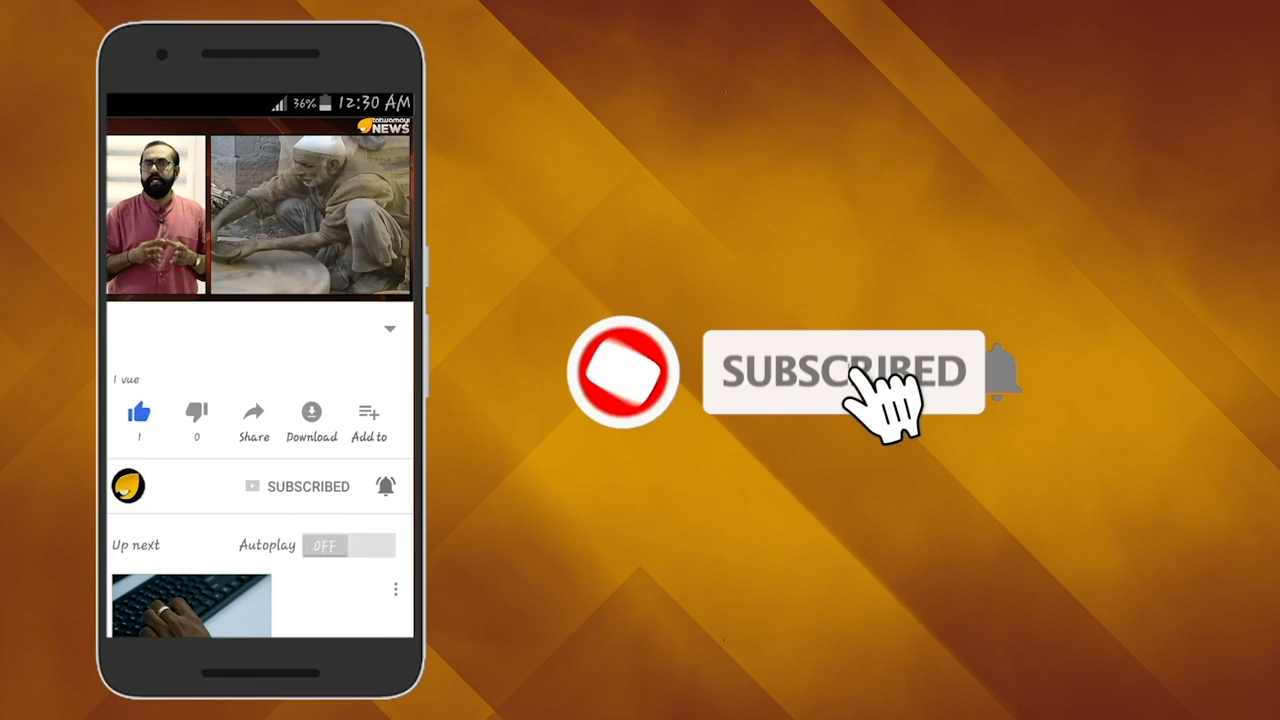 36% 12:30 AM
tatwamayi
NEWS
1 vue
1
0
Share
Download
Add to
SUBSCRIBED
Up next
Autoplay
OFF
SUBSCRIBED